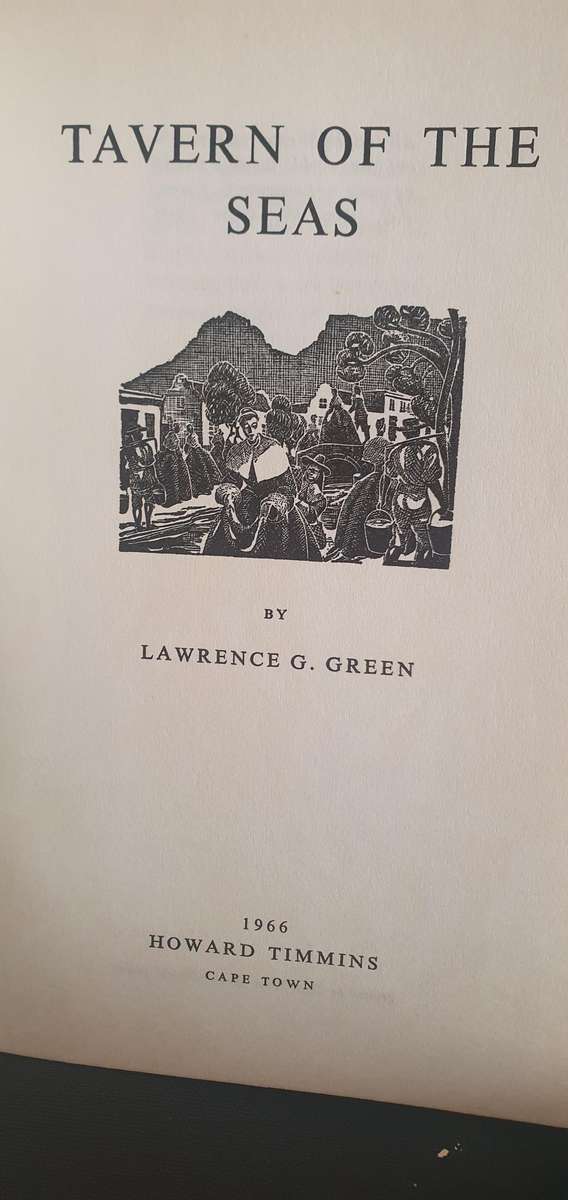 TAVERN OF THE
SEAS
BY
LAWRENCE G. GREEN
1966
HOWARD TIMMINS
CAPE TOWN